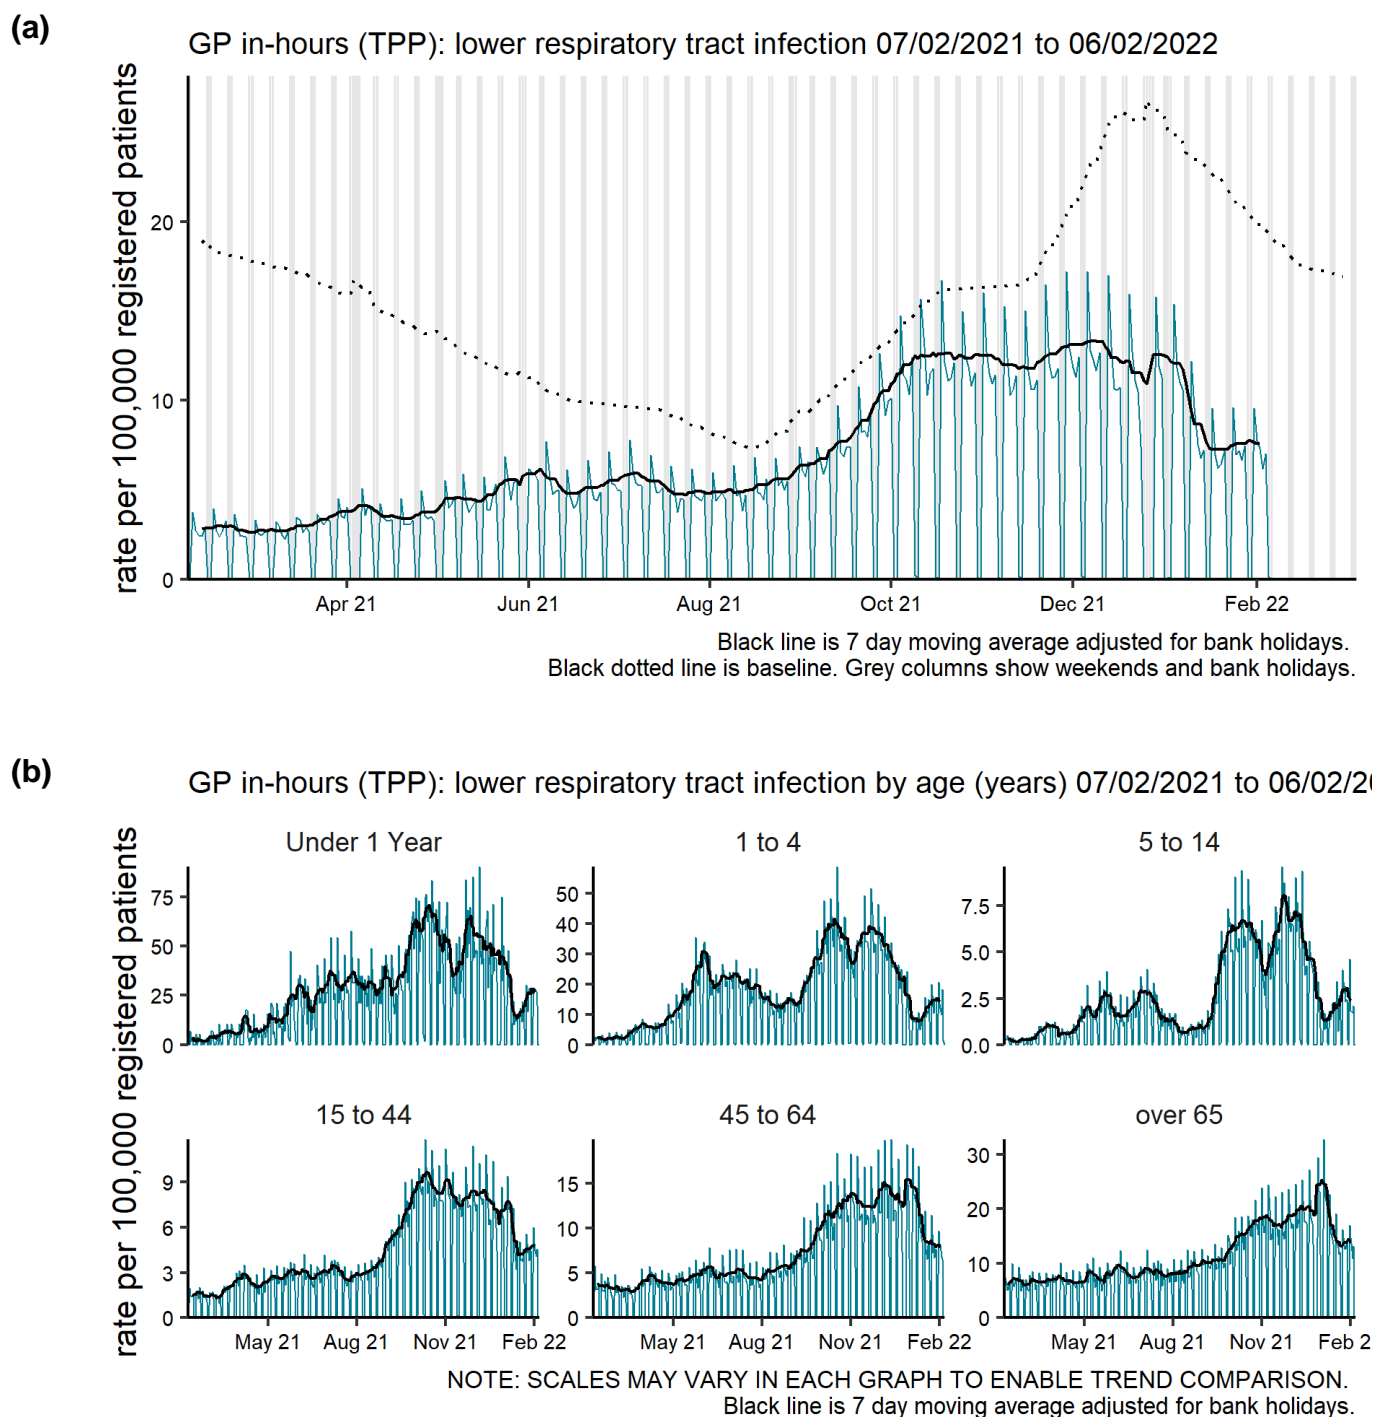 (a)
GP in-hours (TPP): lower respiratory tract infection 07/02/2021 to 06/02/2022
rate per 100,000 registered patients
20
10
0
Apr 21 Jun 21 Aug 21 Oct 21 Dec 21 Feb 22
Black line is 7 day moving average adjusted for bank holidays.
Black dotted line is baseline. Grey columns show weekends and bank holidays.
(b)
GP in-hours (TPP): lower respiratory tract infection by age (years) 07/02/2021 to 06/02/2
rate per 100,000 registered patients
Under 1 Year
75
50
25
0
1 to 4
50
40
30
20
10
0
5 to 14
7.5
5.0
2.5
0.0
15 to 44
9
6
3
0
May 21 Aug 21 Nov 21 Feb 22
45 to 64
15
10
5
0
May 21 Aug 21 Nov 21 Feb 22
over 65
30
20
10
0
May 21 Aug 21 Nov 21 Feb 2
NOTE: SCALES MAY VARY IN EACH GRAPH TO ENABLE TREND COMPARISON.
Black line is 7 day moving average adjusted for bank holidays.